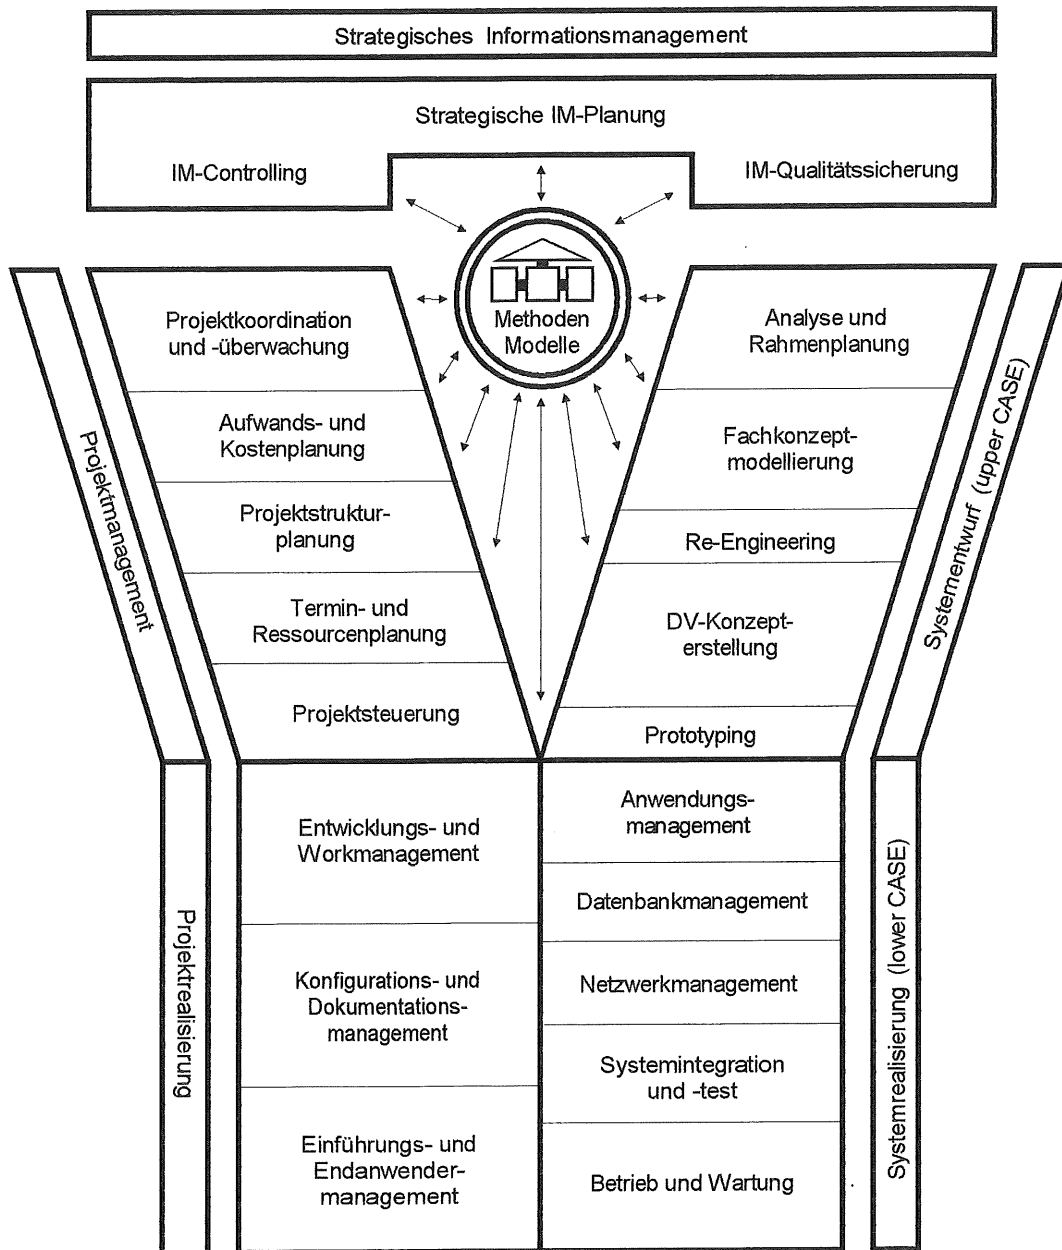 Strategisches Informationsmanagement
Strategische IM-Planung
IM-Controlling
IM-Qualitätssicherung
Methoden
Modelle
Projektmanagement
Projektkoordination
und -überwachung
Aufwands- und
Kostenplanung
Projektstruktur-
planung
Termin- und
Ressourcenplanung
Projektsteuerung
Analyse und
Rahmenplanung
Fachkonzept-
modellierung
Re-Engineering
DV-Konzept-
erstellung
Prototyping
Systementwurf (upper CASE)
Projektrealisierung
Entwicklungs- und
Workmanagement
Konfigurations- und
Dokumentations-
management
Einführungs- und
Endanwender-
management
Anwendungs-
management
Datenbankmanagement
Netzwerkmanagement
Systemintegration
und -test
Betrieb und Wartung
Systemrealisierung (lower CASE)